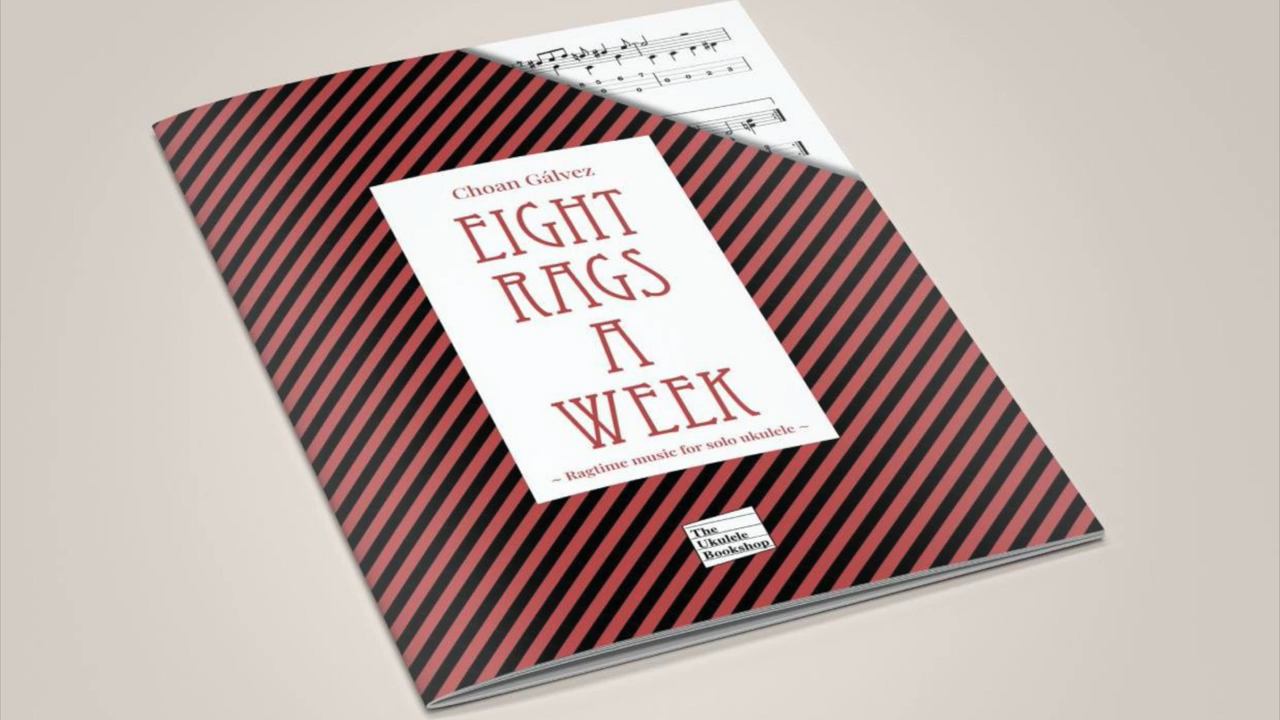 Choan Gálvez
EIGHT
RAGS
A
WEEK
~ Ragtime music for solo ukulele ~
The
Ukulele
Bookshop